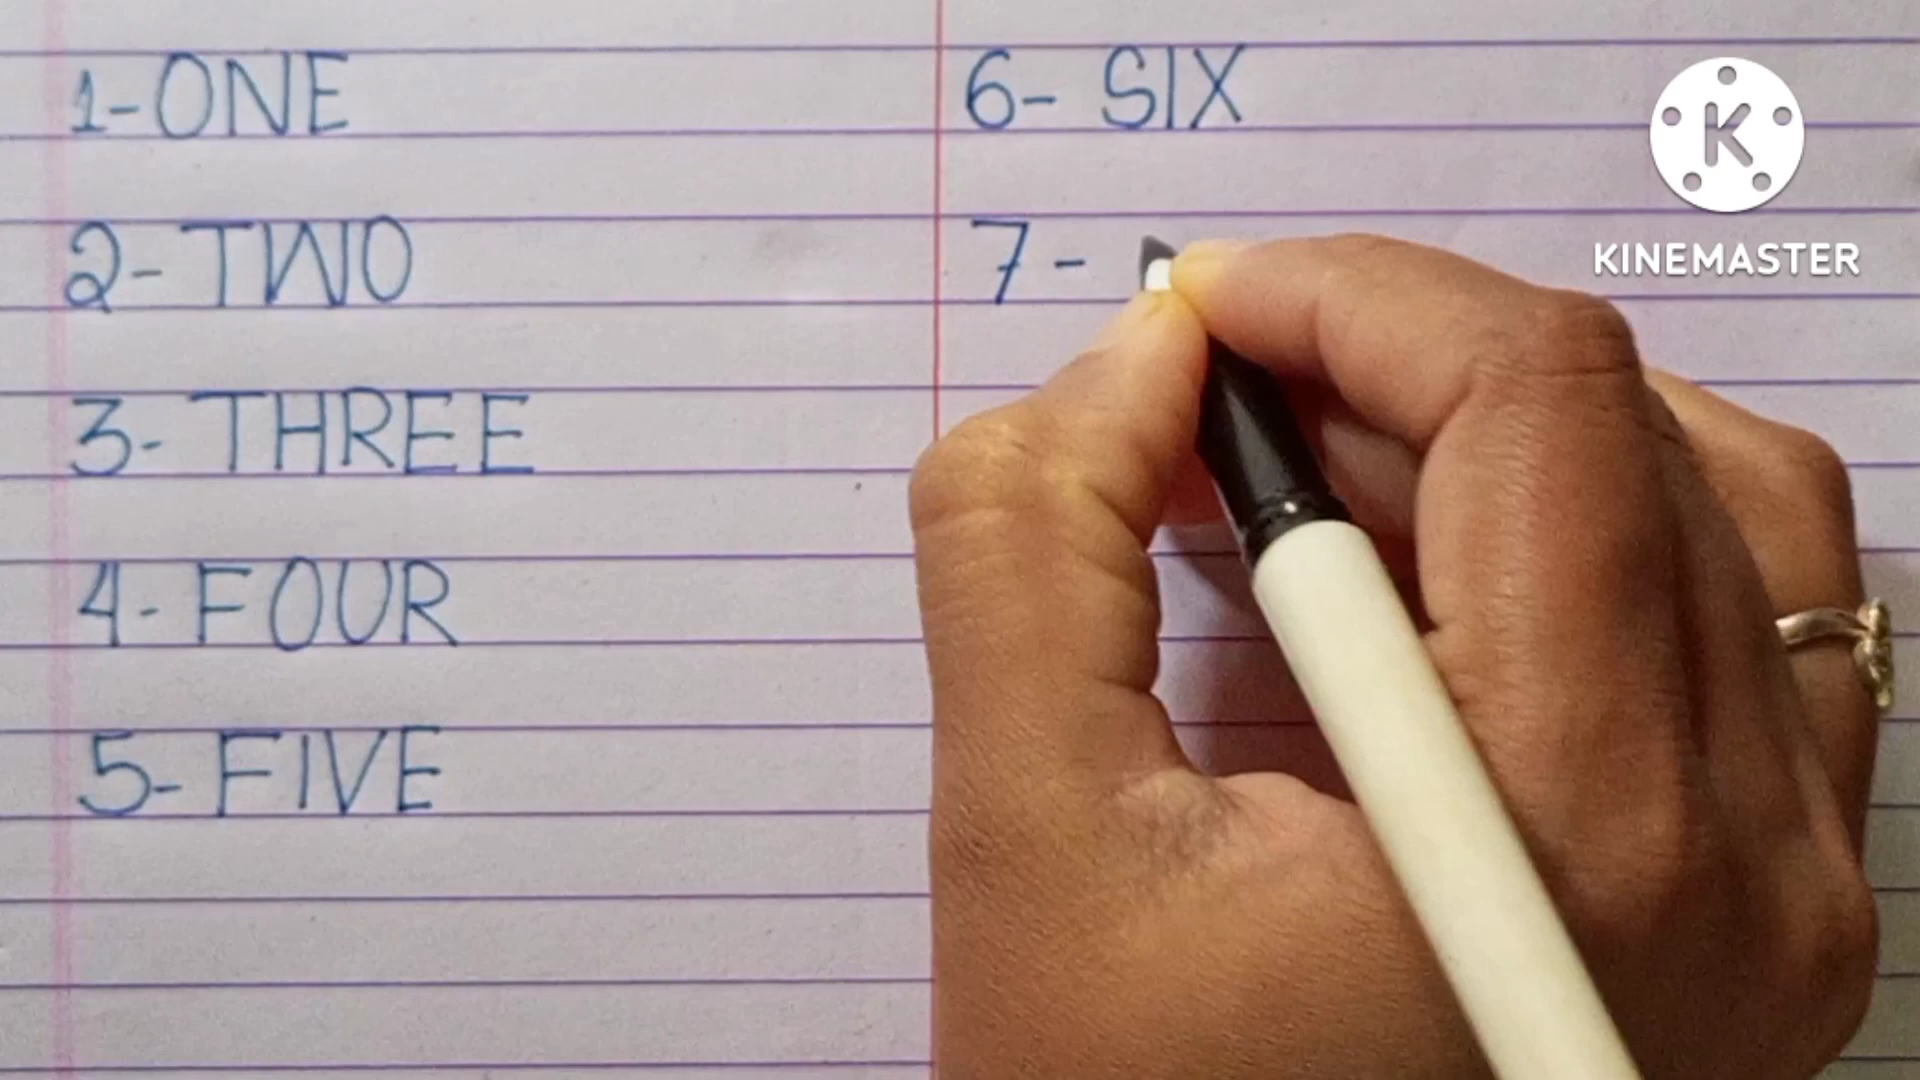 1-ONE
2-TWO
3-THREE
4-FOUR
5-FIVE
6- SIX
7-
K
KINEMASTER